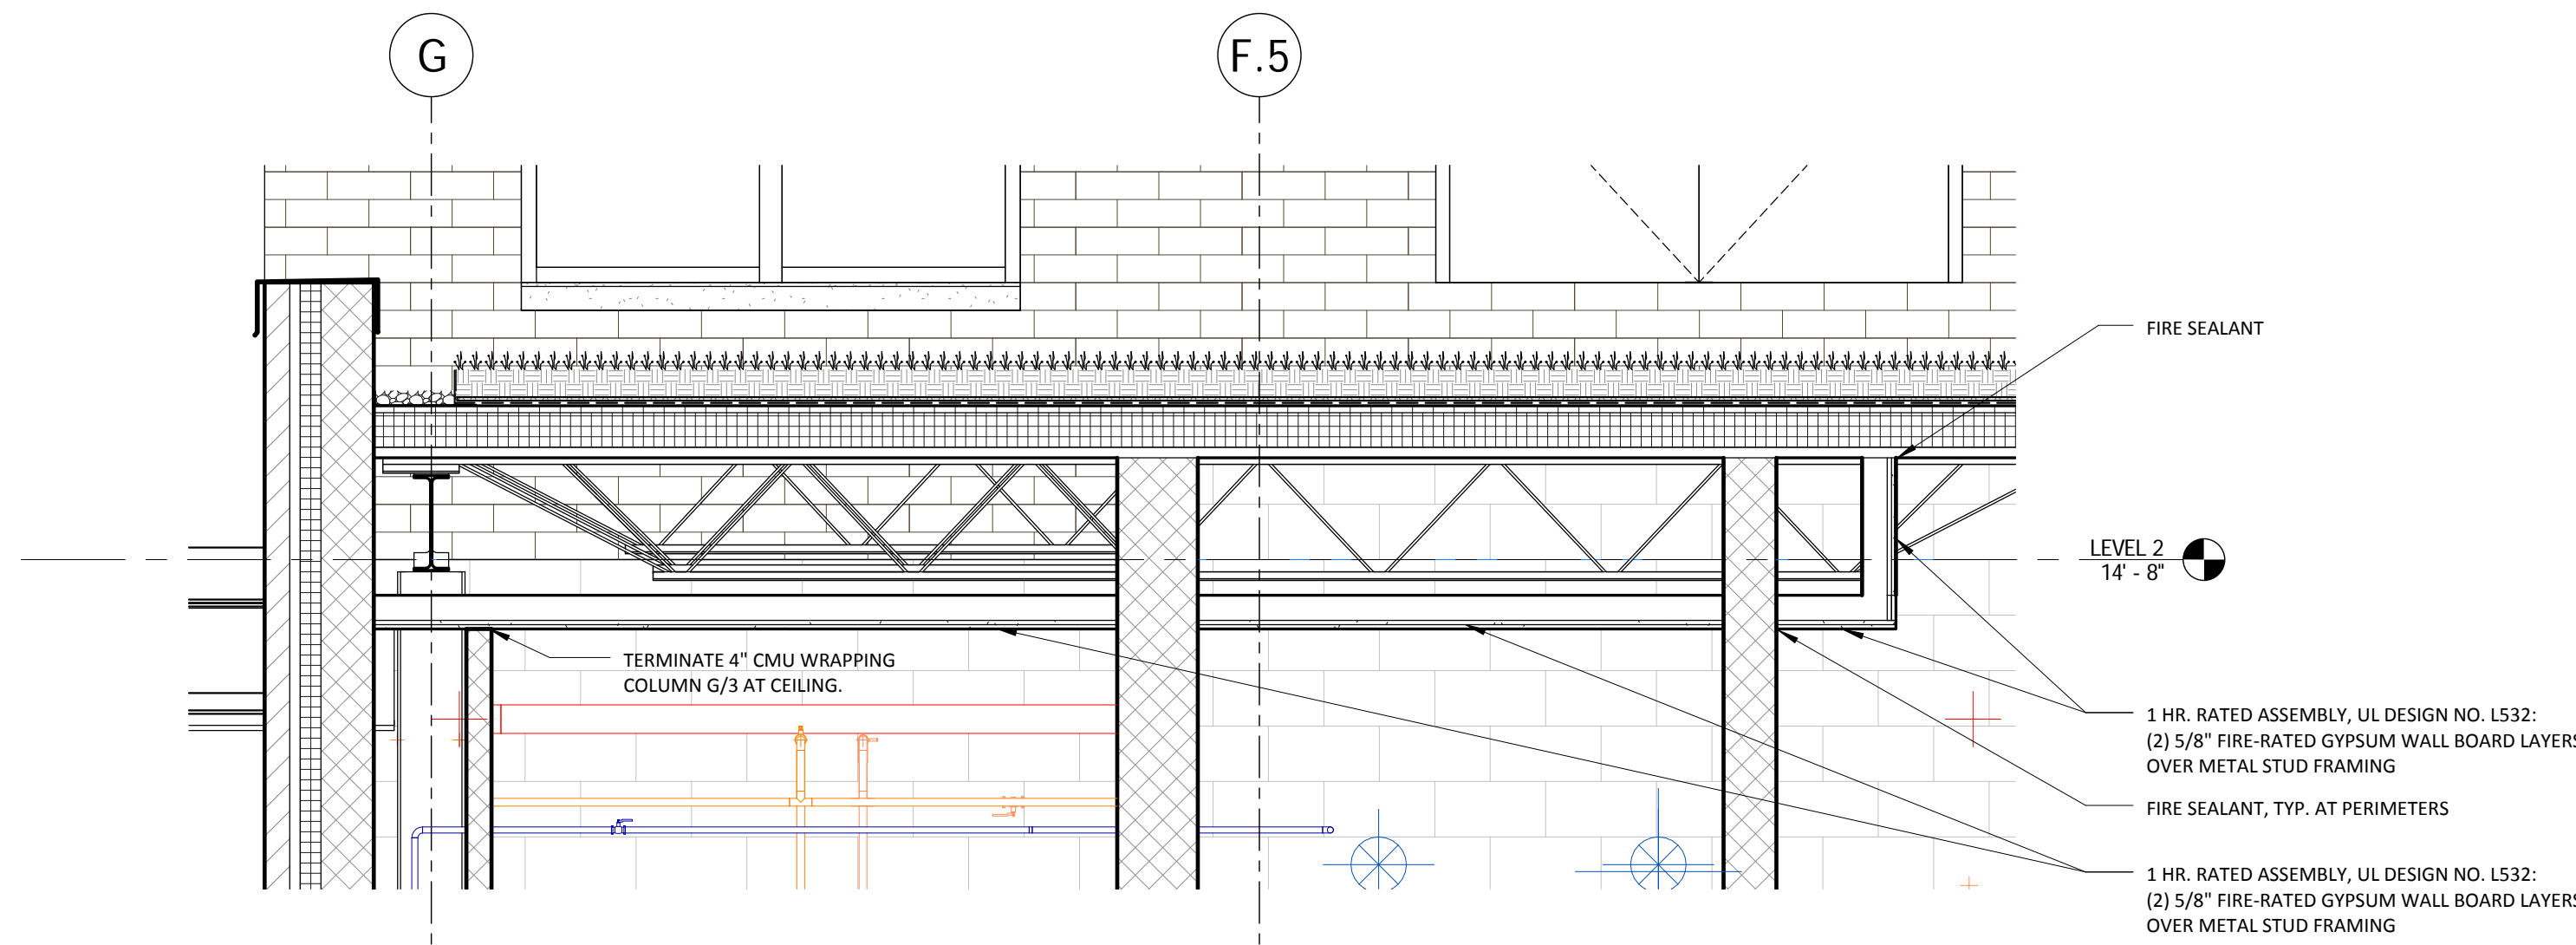 G
F.5
FIRE SEALANT
LEVEL 2
14' - 8"
TERMINATE 4" CMU WRAPPING
COLUMN G/3 AT CEILING.
1 HR. RATED ASSEMBLY, UL DESIGN NO. L532:
(2) 5/8" FIRE-RATED GYPSUM WALL BOARD LAYERS
OVER METAL STUD FRAMING
FIRE SEALANT, TYP. AT PERIMETERS
1 HR. RATED ASSEMBLY, UL DESIGN NO. L532:
(2) 5/8" FIRE-RATED GYPSUM WALL BOARD LAYERS
OVER METAL STUD FRAMING